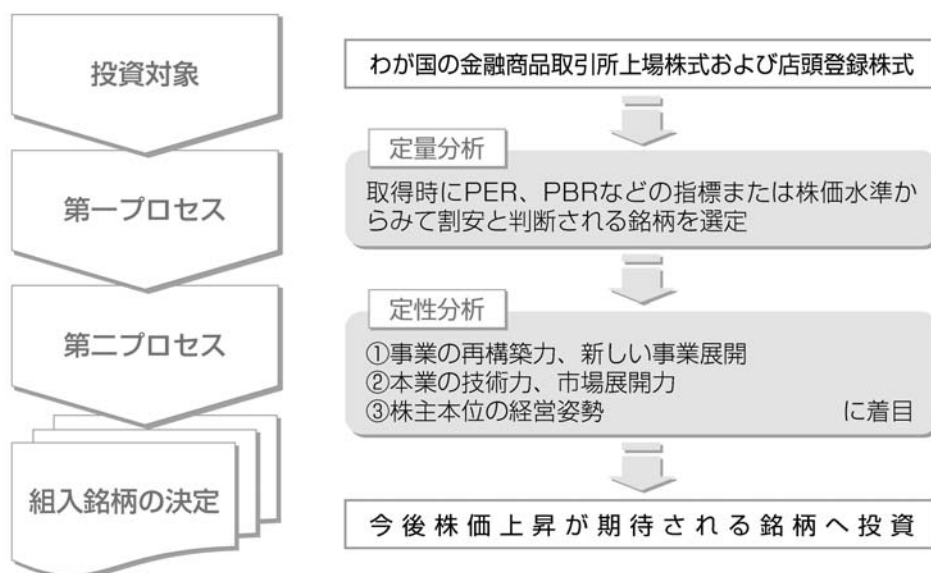 投資対象
わが国の金融商品取引所上場株式および店頭登録株式
第一プロセス
定量分析
取得時にPER、PBRなどの指標または株価水準か
らみて割安と判断される銘柄を選定
第二プロセス
定性分析
①事業の再構築力、新しい事業展開
②本業の技術力、市場展開力
③株主本位の経営姿勢 に着目
組入銘柄の決定
今後株価上昇が期待される銘柄へ投資